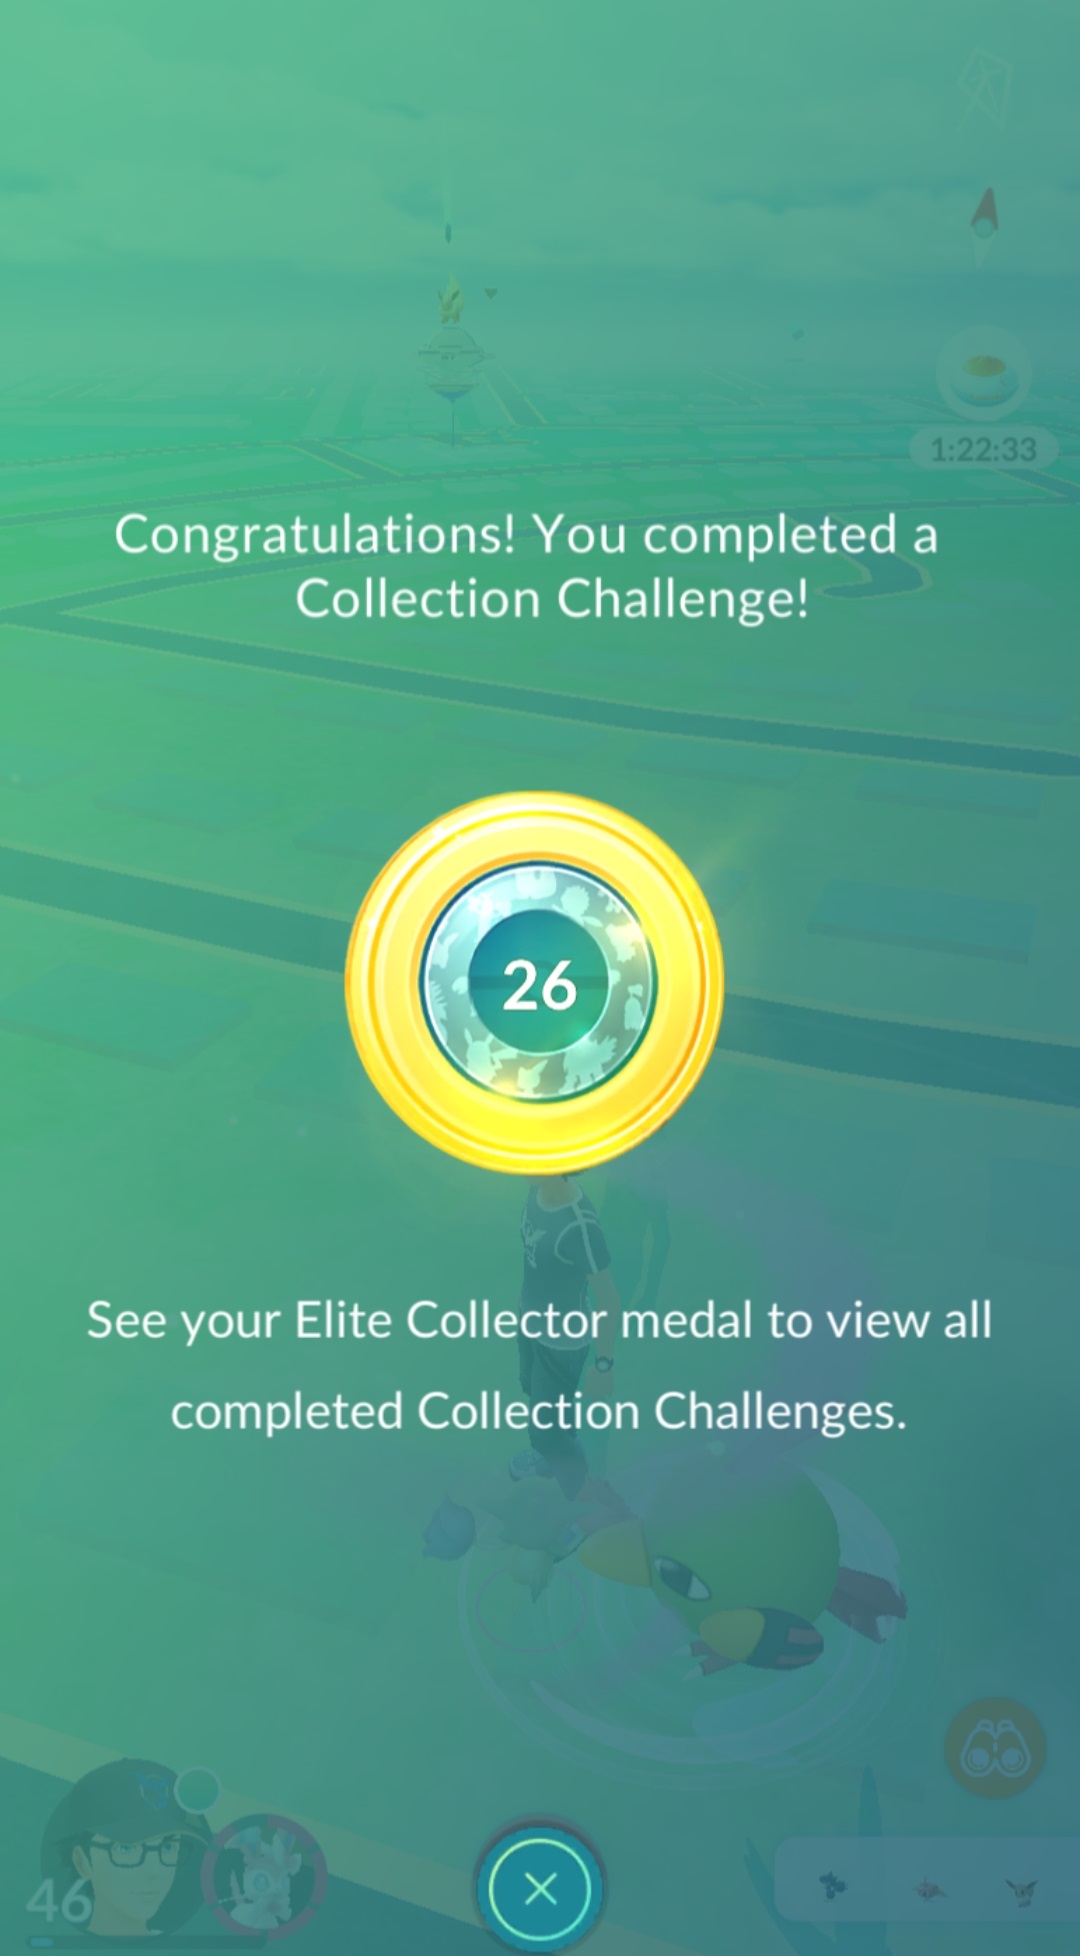 1:22:33
Congratulations! You completed a
Collection Challenge!
26
See your Elite Collector medal to view all
completed Collection Challenges.
46